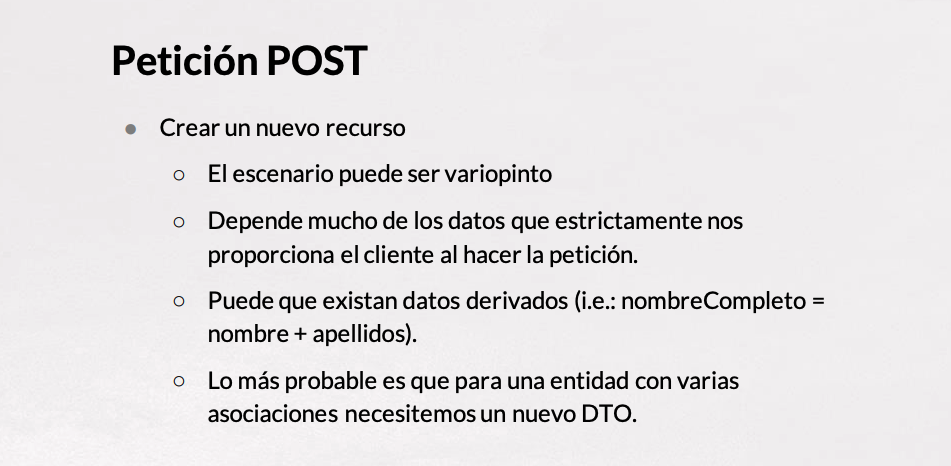 Petición POST
● Crear un nuevo recurso
○ El escenario puede ser variopinto
○ Depende mucho de los datos que estrictamente nos
proporciona el cliente al hacer la petición.
○ Puede que existan datos derivados (i.e.: nombreCompleto =
nombre + apellidos).
○ Lo más probable es que para una entidad con varias
asociaciones necesitemos un nuevo DTO.